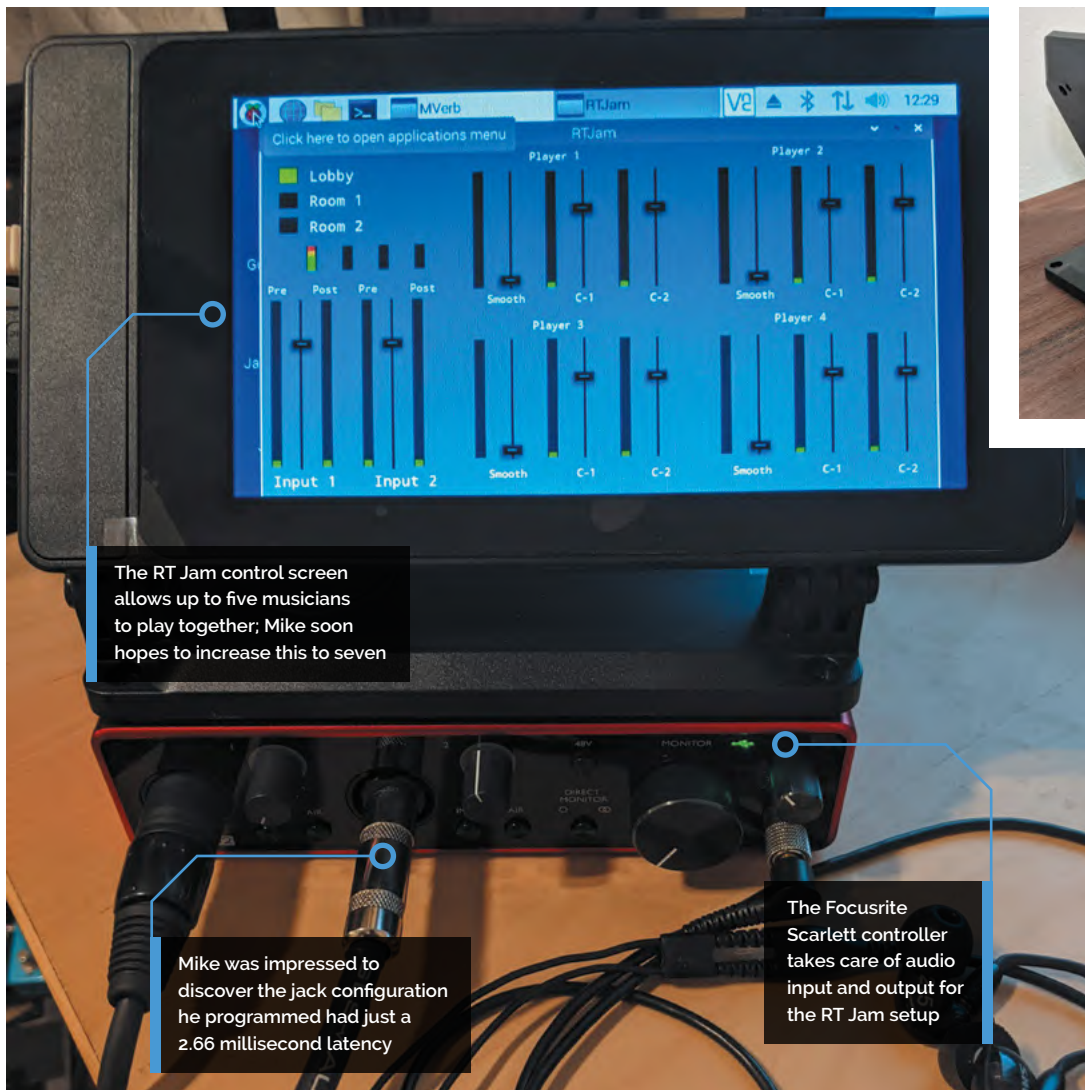 MVerb
RTJam
12:29
Click here to open applications menu
RTJam
Lobby
Room 1
Room 2
Pre Post Pre Post
Input 1 Input 2
Player 1
Smooth C-1 C-2
Player 2
Smooth C-1 C-2
Player 3
Smooth C-1 C-2
Player 4
Smooth C-1 C-2
The RT Jam control screen
allows up to five musicians
to play together; Mike soon
hopes to increase this to seven
48V
MONITOR
AIR
AIR
DIRECT
MONITOR
Mike was impressed to
discover the jack configuration
he programmed had just a
2.66 millisecond latency
The Focusrite
Scarlett controller
takes care of audio
input and output for
the RT Jam setup